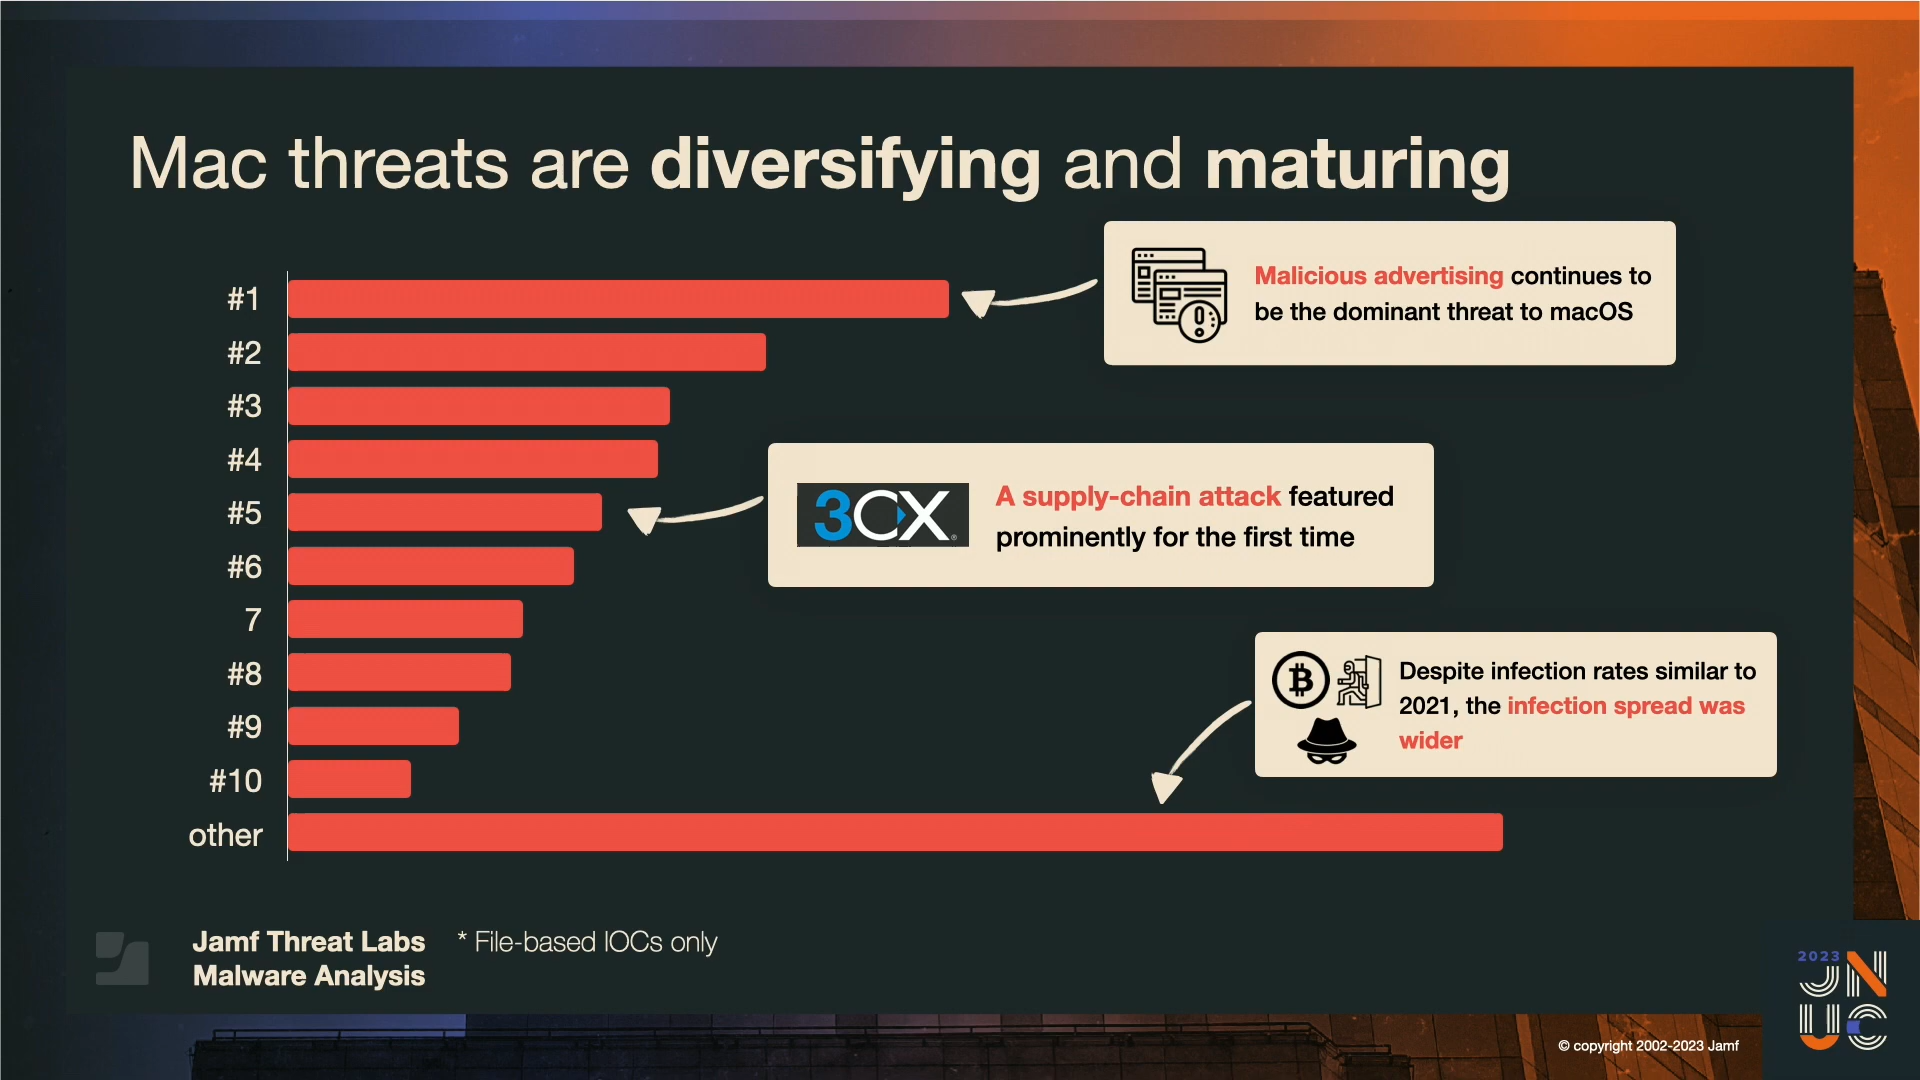 Mac threats are diversifying and maturing
#1
#2
#3
#4
#5
#6
7
#8
#9
#10
other
Malicious advertising continues to
be the dominant threat to macOS
3CX®
A supply-chain attack featured
prominently for the first time
Despite infection rates similar to
2021, the infection spread was
wider
Jamf Threat Labs
Malware Analysis
* File-based IOCs only
2023
JN
UC
© copyright 2002-2023 Jamf